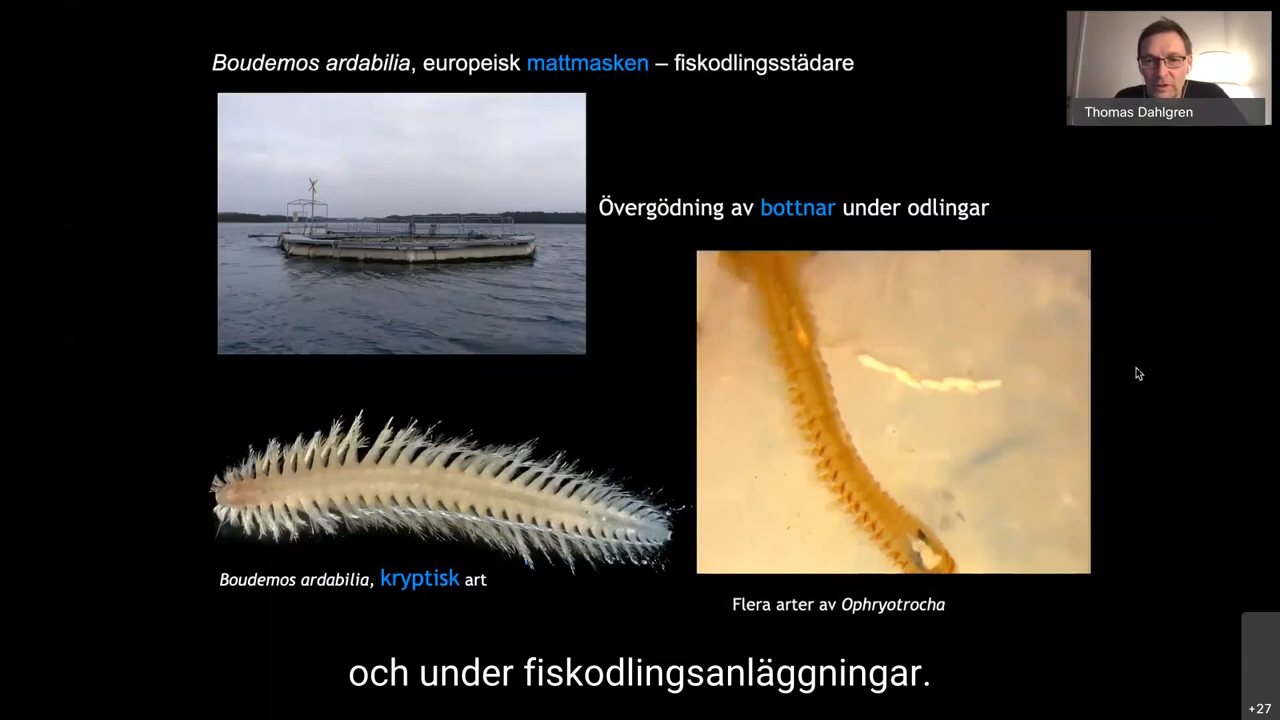 Boudemos ardabilia, europeisk mattmasken – fiskodlingsstädare
Thomas Dahlgren
Övergödning av bottnar under odlingar
Boudemos ardabilia, kryptisk art
Flera arter av Ophryotrocha
och under fiskodlingsanläggningar.
+27